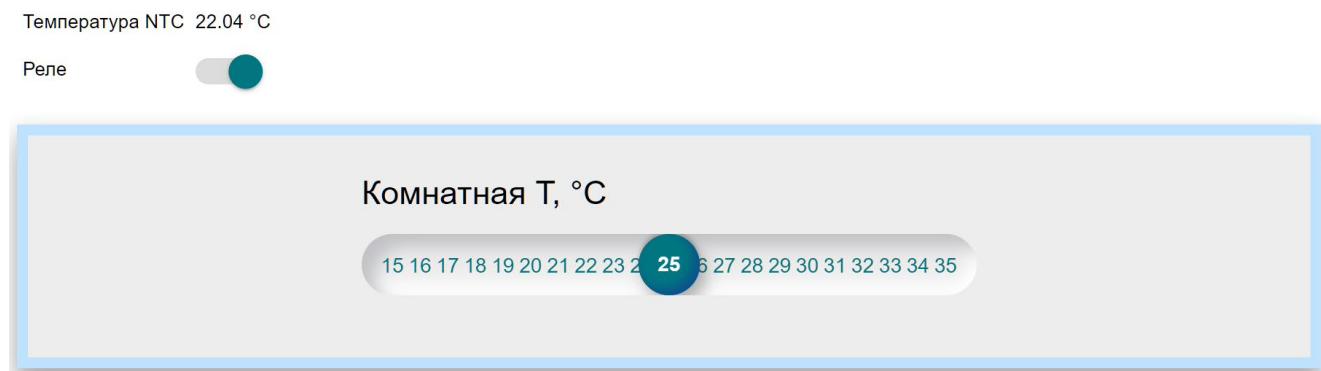 Температура NTC 22.04 °C
Реле
Комнатная Т, °C
15 16 17 18 19 20 21 22 23 25 27 28 29 30 31 32 33 34 35